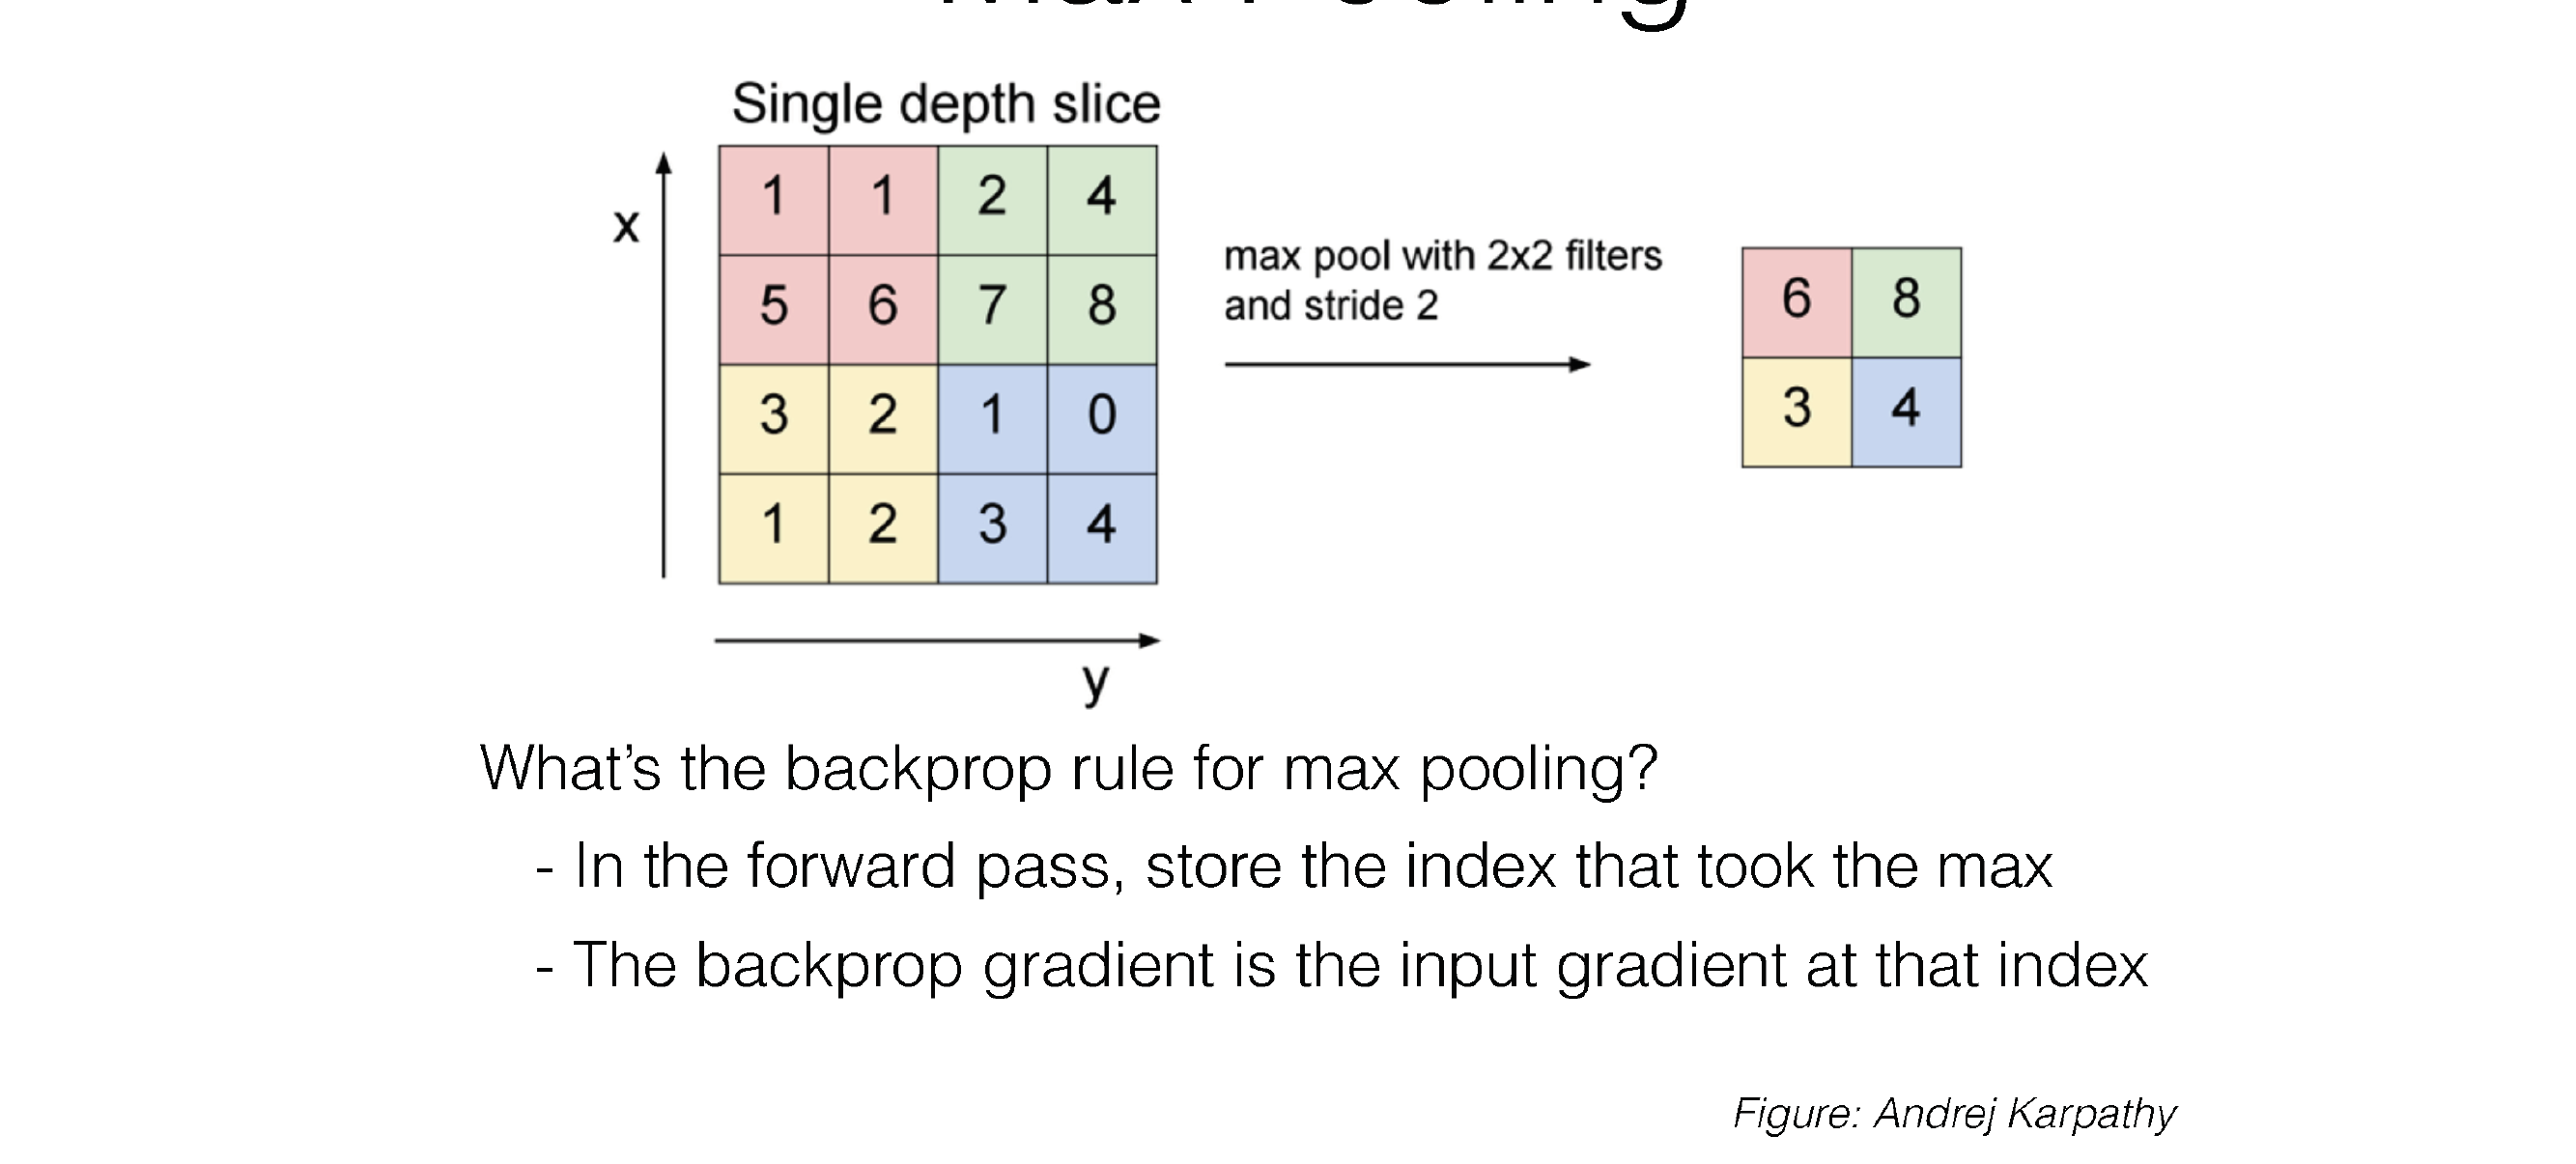 Max Pooling
Single depth slice
x
1 1 2 4
5 6 7 8
3 2 1 0
1 2 3 4
y
max pool with 2x2 filters
and stride 2
6 8
3 4
What's the backprop rule for max pooling?
- In the forward pass, store the index that took the max
- The backprop gradient is the input gradient at that index
Figure: Andrej Karpathy